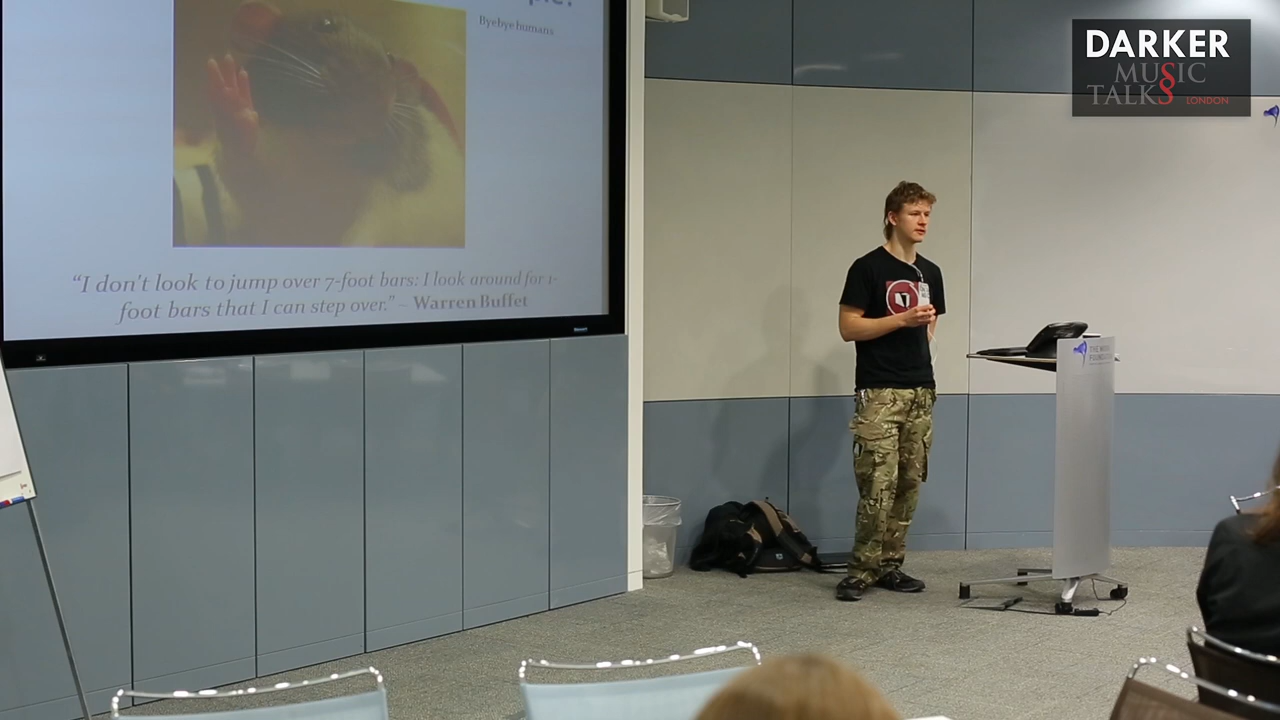 Byebye humans
“I don't look to jump over 7-foot bars: I look around for 1-
foot bars that I can step over.” – Warren Buffet
DARKER
MUSIC
TALKS LONDON